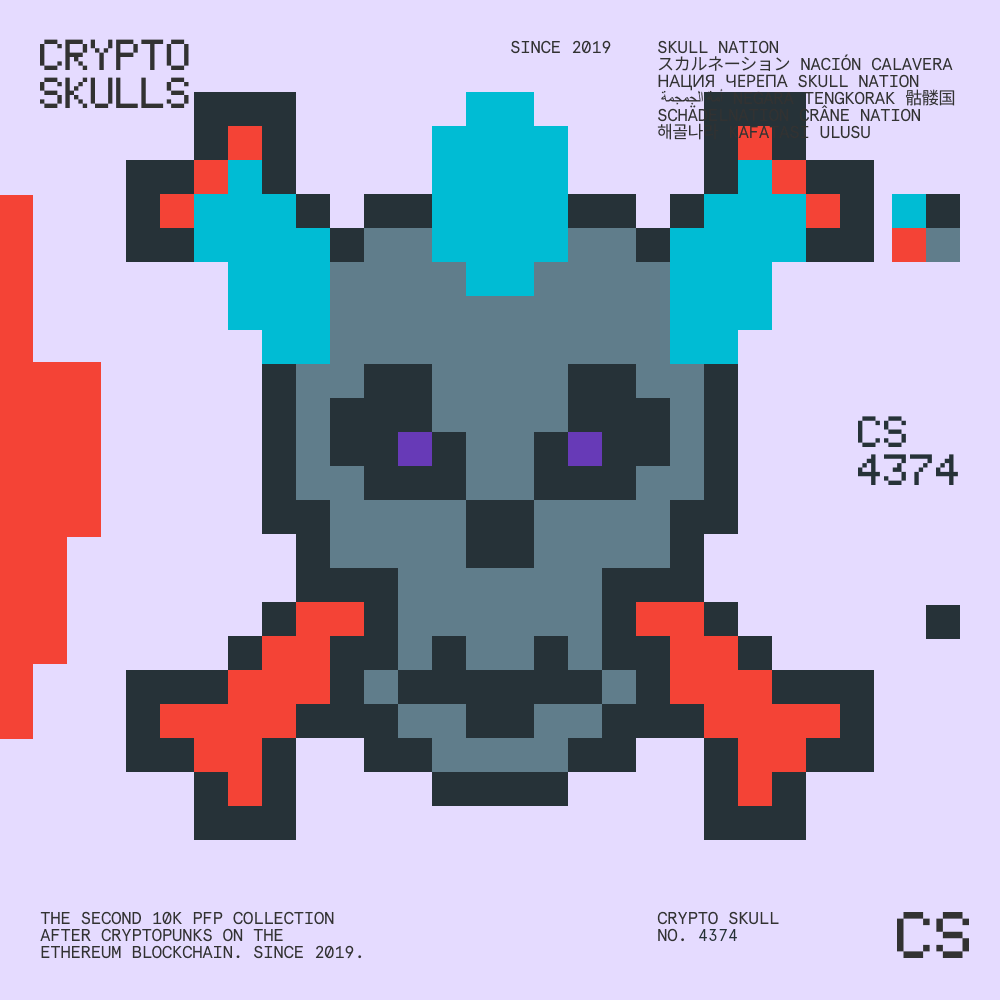 CRYPTO
SKULLS
SINCE 2019
SKULL NATION
スカルネーション NACIÓN CALAVERA
НАЦИЯ ЧЕРЕПА SKULL NATION
TENGKORAK 骷髅国
CRÂNE NATION
해골 ULUSU
CS
4374
THE SECOND 10K PFP COLLECTION
AFTER CRYPTOPUNKS ON THE
ETHEREUM BLOCKCHAIN. SINCE 2019.
CRYPTO SKULL
NO. 4374
CS